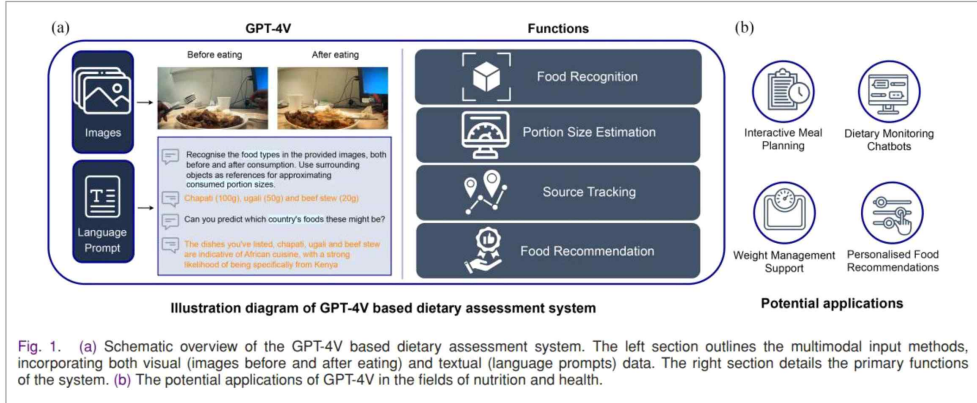 (a)
GPT-4V
Functions
(b)
Before eating
After eating
Images
Language
Prompt
Recognise the food types in the provided images, both
before and after consumption. Use surrounding
objects as references for approximating
consumed portion sizes.
Chapati (100g), ugali (50g) and beef stew (20g)
Can you predict which country's foods these might be?
The dishes you've listed, chapati, ugali and beef stew
are indicative of African cuisine, with a strong
likelihood of being specifically from Kenya
Food Recognition
Portion Size Estimation
Source Tracking
Food Recommendation
Interactive Meal
Planning
Dietary Monitoring
Chatbots
Weight Management
Support
Personalised Food
Recommendations
Illustration diagram of GPT-4V based dietary assessment system
Potential applications
Fig. 1. (a) Schematic overview of the GPT-4V based dietary assessment system. The left section outlines the multimodal input methods,
incorporating both visual (images before and after eating) and textual (language prompts) data. The right section details the primary functions
of the system. (b) The potential applications of GPT-4V in the fields of nutrition and health.